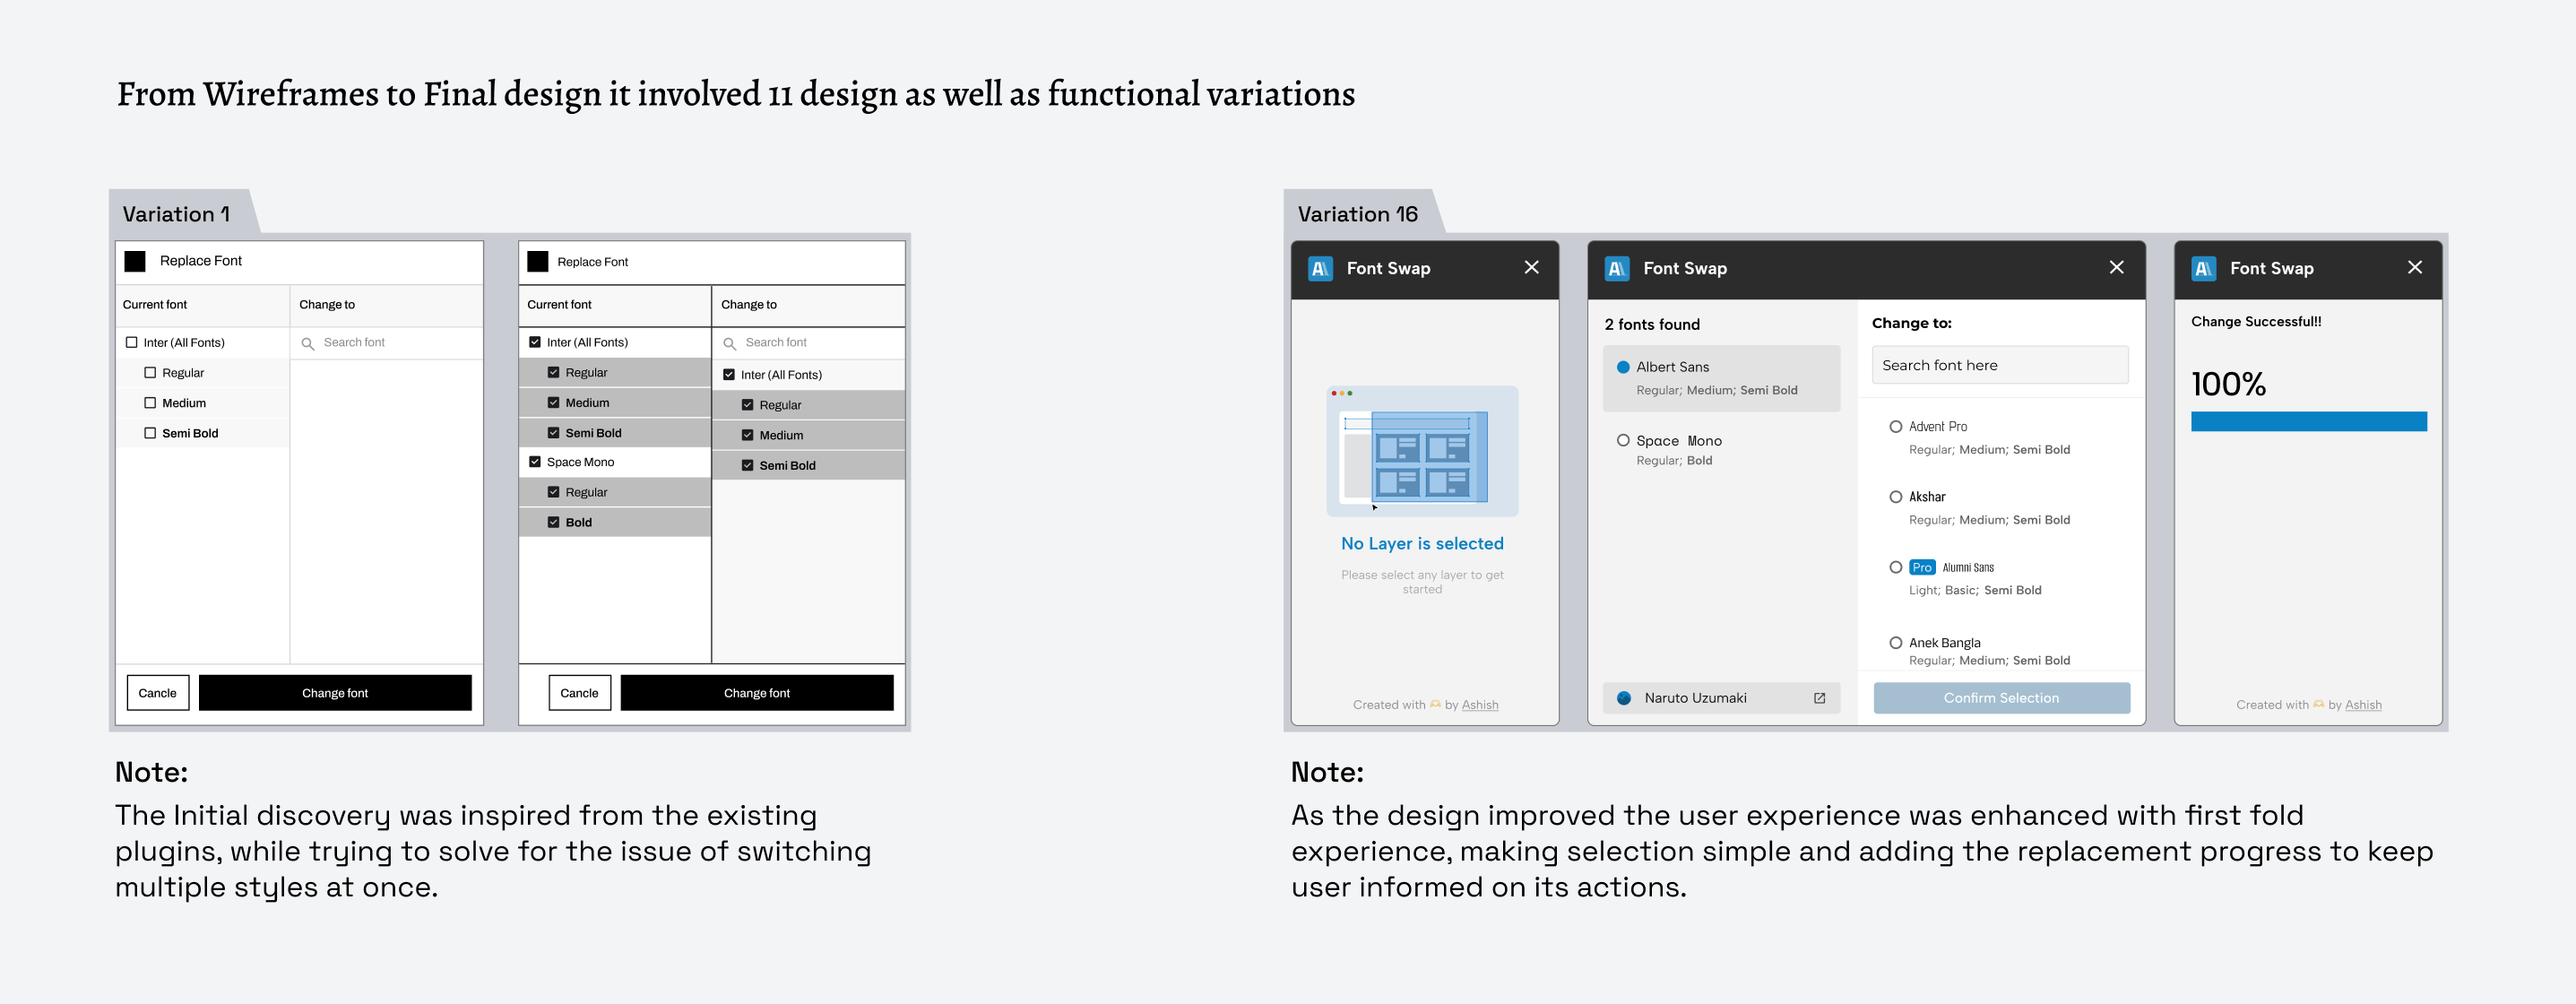 From Wireframes to Final design it involved 11 design as well as functional variations
Variation 1
Replace Font
Current font
Change to
Inter (All Fonts)
Search font
Regular
Medium
Semi Bold
Cancle
Change font
Replace Font
Current font
Change to
Inter (All Fonts)
Search font
Regular
Inter (All Fonts)
Medium
Regular
Semi Bold
Medium
Space Mono
Semi Bold
Regular
Bold
Cancle
Change font
Note:
The Initial discovery was inspired from the existing
plugins, while trying to solve for the issue of switching
multiple styles at once.
Variation 16
A\ Font Swap
No Layer is selected
Please select any layer to get
started
Created with by Ashish
A\ Font Swap
2 fonts found
Albert Sans
Regular; Medium; Semi Bold
Space Mono
Regular; Bold
Naruto Uzumaki
Change to:
Search font here
Advent Pro
Regular; Medium; Semi Bold
Akshar
Regular; Medium; Semi Bold
Pro Alumni Sans
Light; Basic; Semi Bold
Anek Bangla
Regular; Medium; Semi Bold
Confirm Selection
A\ Font Swap
Change Successful!!
100%
Created with by Ashish
Note:
As the design improved the user experience was enhanced with first fold
experience, making selection simple and adding the replacement progress to keep
user informed on its actions.